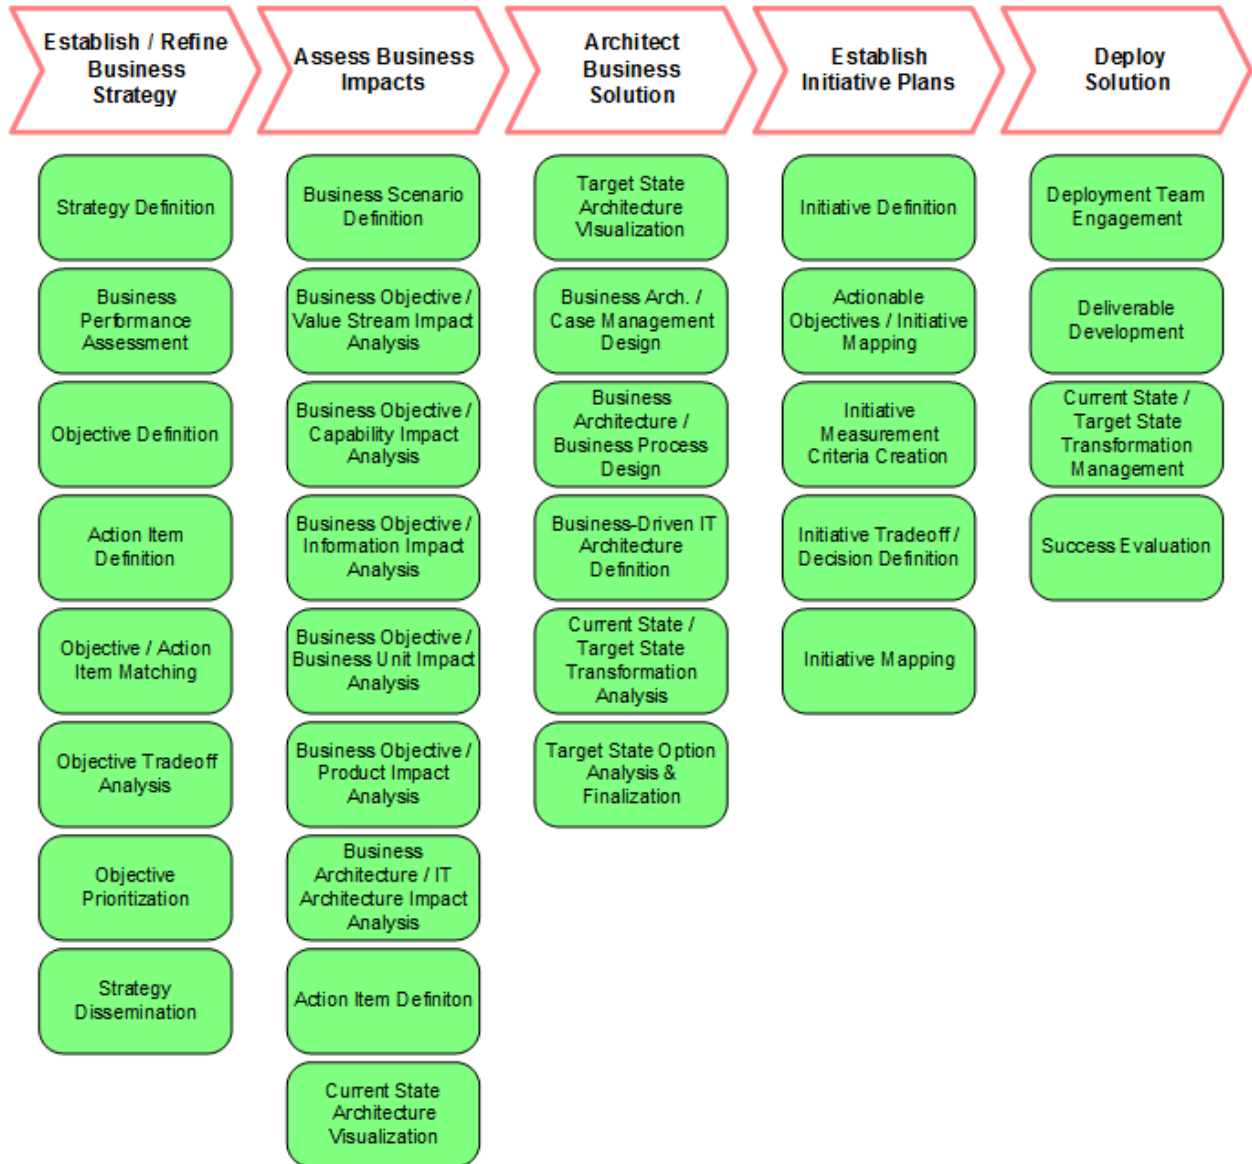 Establish / Refine
Business
Strategy
Assess Business
Impacts
Architect
Business
Solution
Establish
Initiative Plans
Deploy
Solution
Strategy Definition
Business
Performance
Assessment
Objective Definition
Action Item
Definition
Objective / Action
Item Matching
Objective Tradeoff
Analysis
Objective
Prioritization
Strategy
Dissemination
Business Scenario
Definition
Business Objective /
Value Stream Impact
Analysis
Business Objective /
Capability Impact
Analysis
Business Objective /
Information Impact
Analysis
Business Objective /
Business Unit Impact
Analysis
Business Objective /
Product Impact
Analysis
Business
Architecture / IT
Architecture Impact
Analysis
Action Item Definiton
Current State
Architecture
Visualization
Target State
Architecture
VIsualization
Business Arch. /
Case Management
Design
Business
Architecture /
Business Process
Design
Business-Driven IT
Architecture
Definition
Current State /
Target State
Transformation
Analysis
Target State Option
Analysis &
Finalization
Initiative Definition
Actionable
Objectives / Initiative
Mapping
Initiative
Measurement
Criteria Creation
Initiative Tradeoff /
Decision Definition
Initiative Mapping
Deployment Team
Engagement
Deliverable
Development
Current State /
Target State
Transformation
Management
Success Evaluation